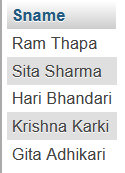 Sname
Ram Thapa
Sita Sharma
Hari Bhandari
Krishna Karki
Gita Adhikari